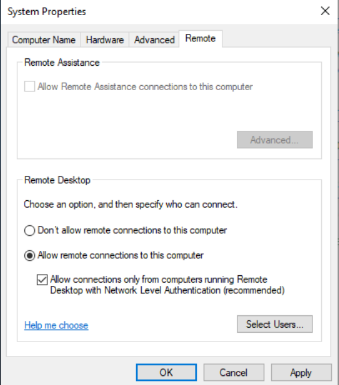 System Properties
Computer Name Hardware Advanced Remote
Remote Assistance
Allow Remote Assistance connections to this computer
Advanced...
Remote Desktop
Choose an option, and then specify who can connect.
Don't allow remote connections to this computer
Allow remote connections to this computer
Allow connections only from computers running Remote
Desktop with Network Level Authentication (recommended)
Help me choose
Select Users...
OK Cancel Apply